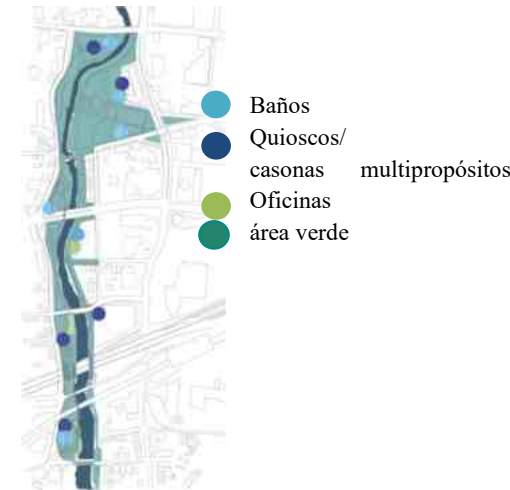 Baños
Quioscos/
casonas multipropósitos
Oficinas
área verde